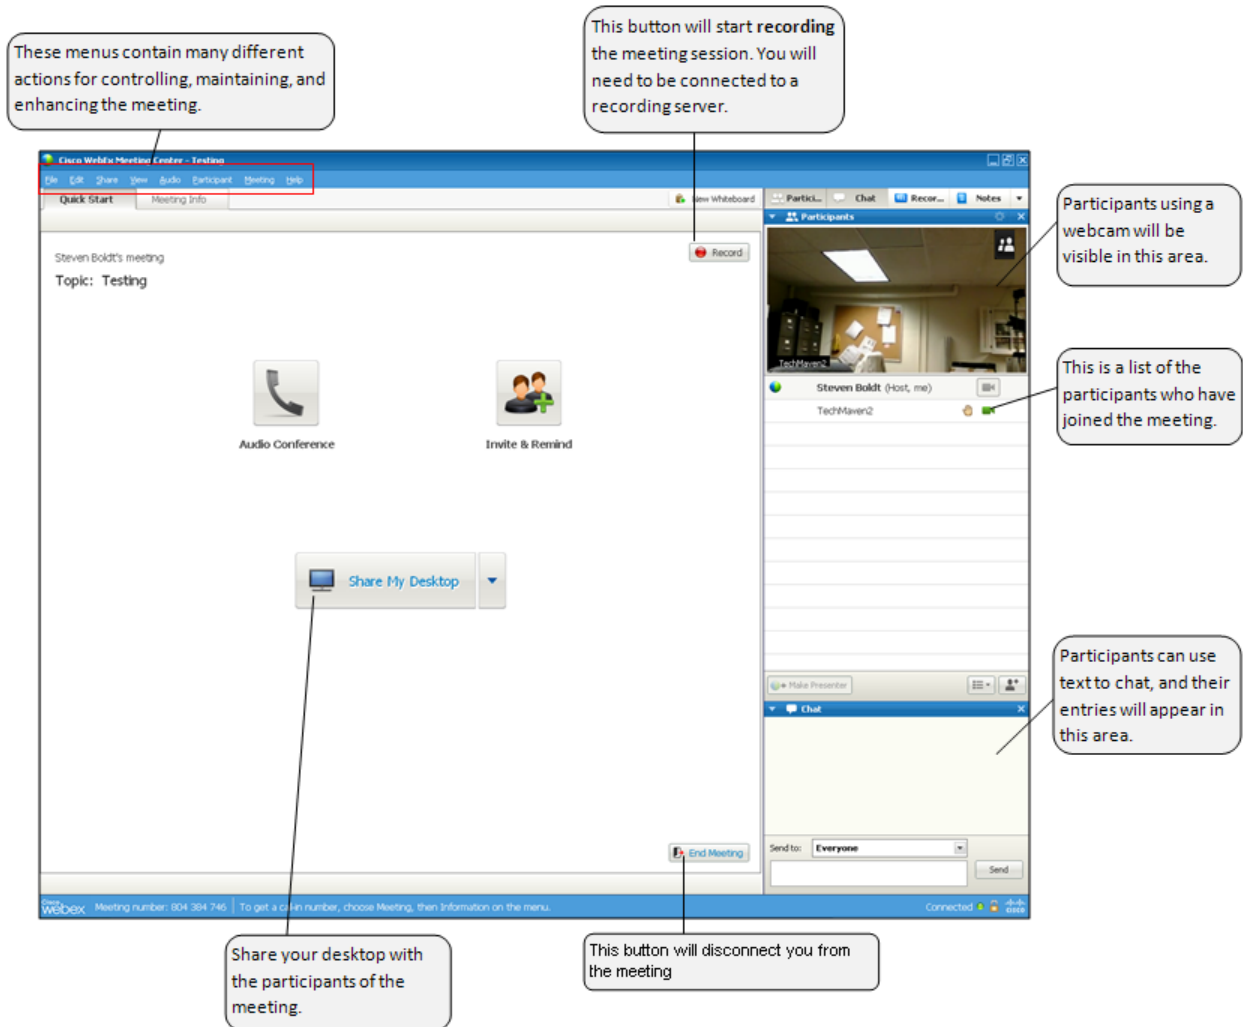 This button will start recording
the meeting session. You will
need to be connected to a
recording server.
These menus contain many different
actions for controlling, maintaining, and
enhancing the meeting.
Cisco WebEx Meeting Center - Testing
File Edit Share View Audio Participant Meeting Help
Quick Start Meeting Info New Whiteboard Partici... Chat Recor... Notes
Participants
Record
Steven Boldt's meeting
Topic: Testing
Participants using a
webcam will be
visible in this area.
TechMaven2
Steven Boldt (Host, me)
TechMaven2
This is a list of the
participants who have
joined the meeting.
Audio Conference Invite & Remind
Share My Desktop
Make Presenter
Chat
Participants can use
text to chat, and their
entries will appear in
this area.
End Meeting
Send to: Everyone
Send
Cisco webex Meeting number: 804 384 746 To get a call-in number, choose Meeting, then Information on the menu. Connected CISCO
Share your desktop with
the participants of the
meeting.
This button will disconnect you from
the meeting